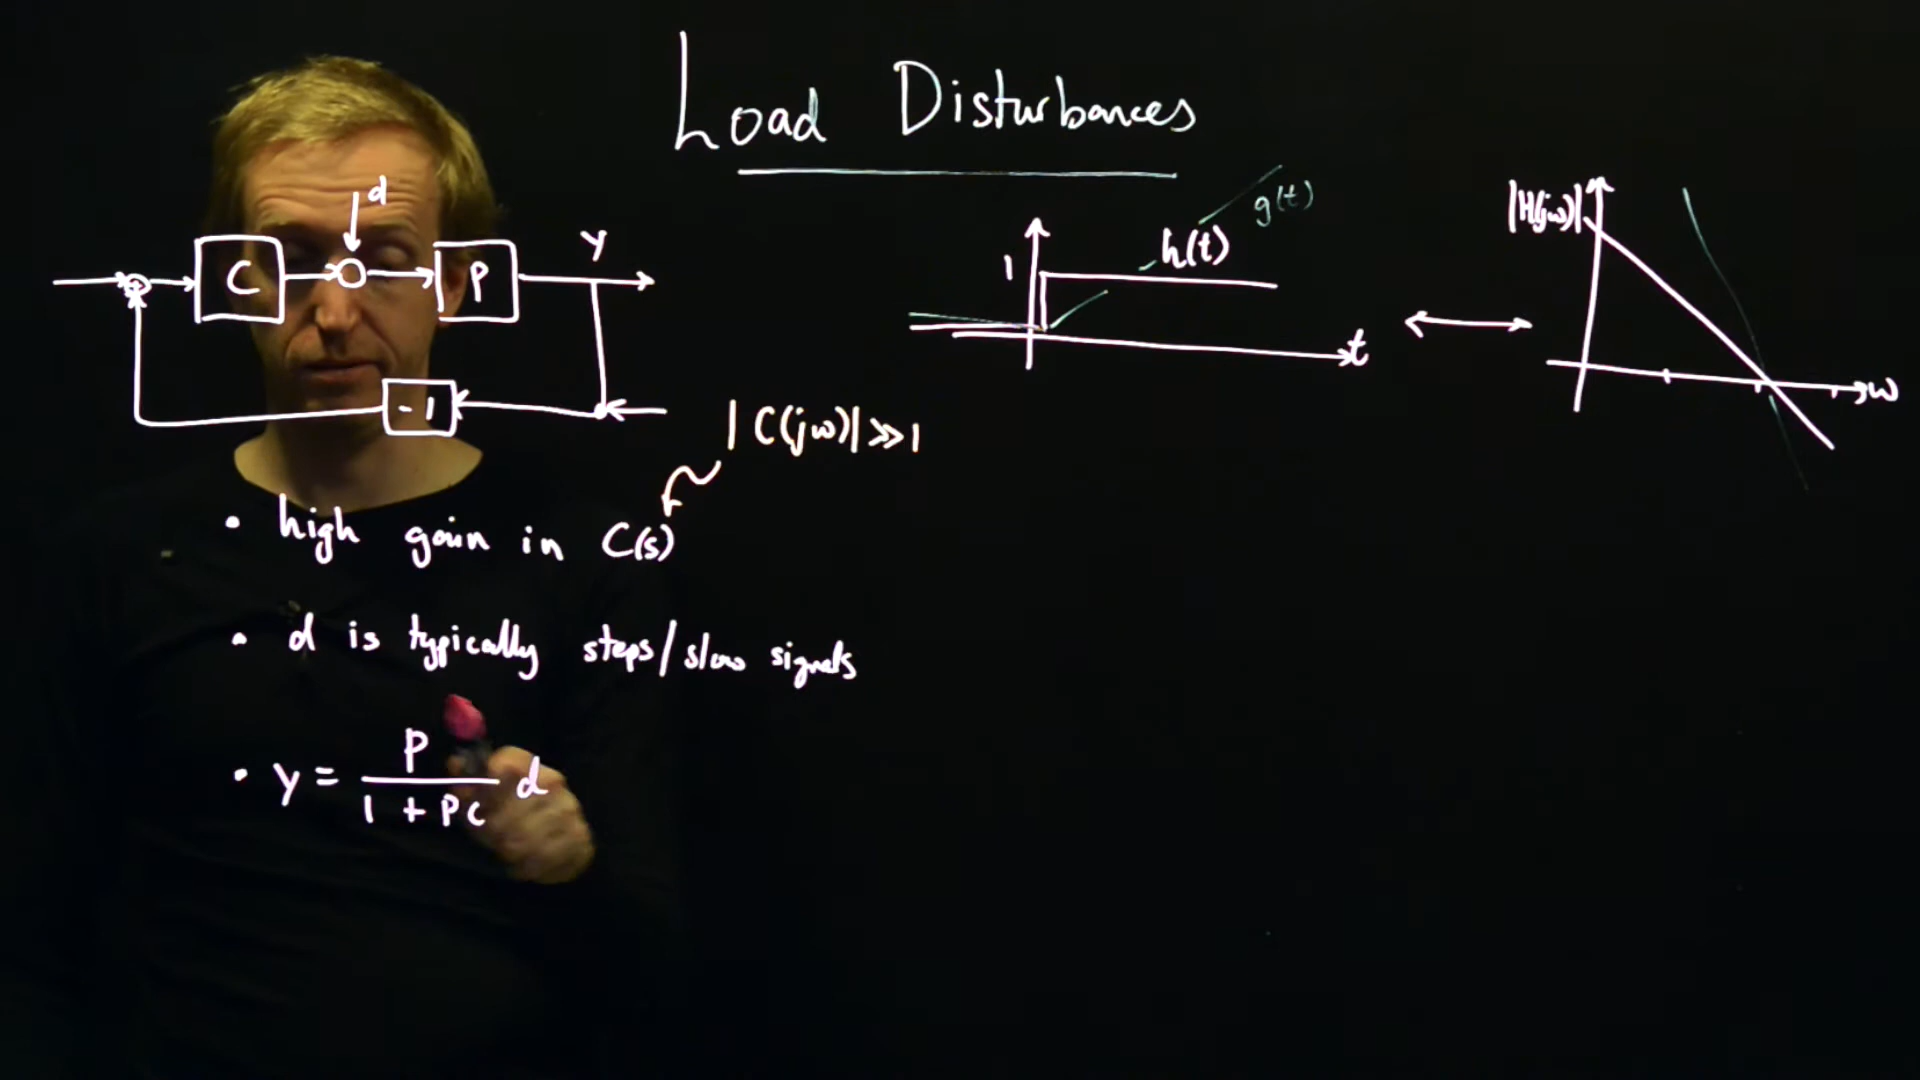 Load Disturbances
d
C
P
y
-1
1
h(t)
g(t)
t
|H(jω)|
ω
|C(jω)| >> 1
• high gain in C(s)
• d is typically steps/slow signals
• y = P / (1 + PC) d